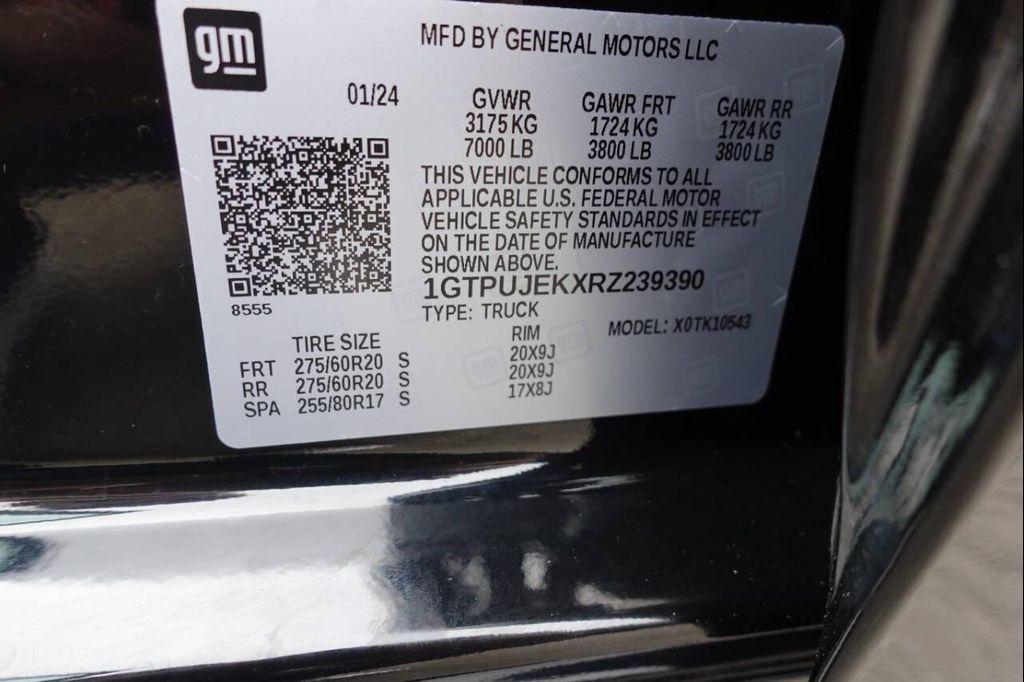 gm
MFD BY GENERAL MOTORS LLC
01/24 GVWR GAWR FRT GAWR RR
3175 KG 1724 KG 1724 KG
7000 LB 3800 LB 3800 LB
THIS VEHICLE CONFORMS TO ALL
APPLICABLE U.S. FEDERAL MOTOR
VEHICLE SAFETY STANDARDS IN EFFECT
ON THE DATE OF MANUFACTURE
SHOWN ABOVE.
1GTPUJEKXRZ239390
8555
TYPE: TRUCK MODEL: X0TK10543
TIRE SIZE RIM
FRT 275/60R20 S 20X9J
RR 275/60R20 S 20X9J
SPA 255/80R17 S 17X8J